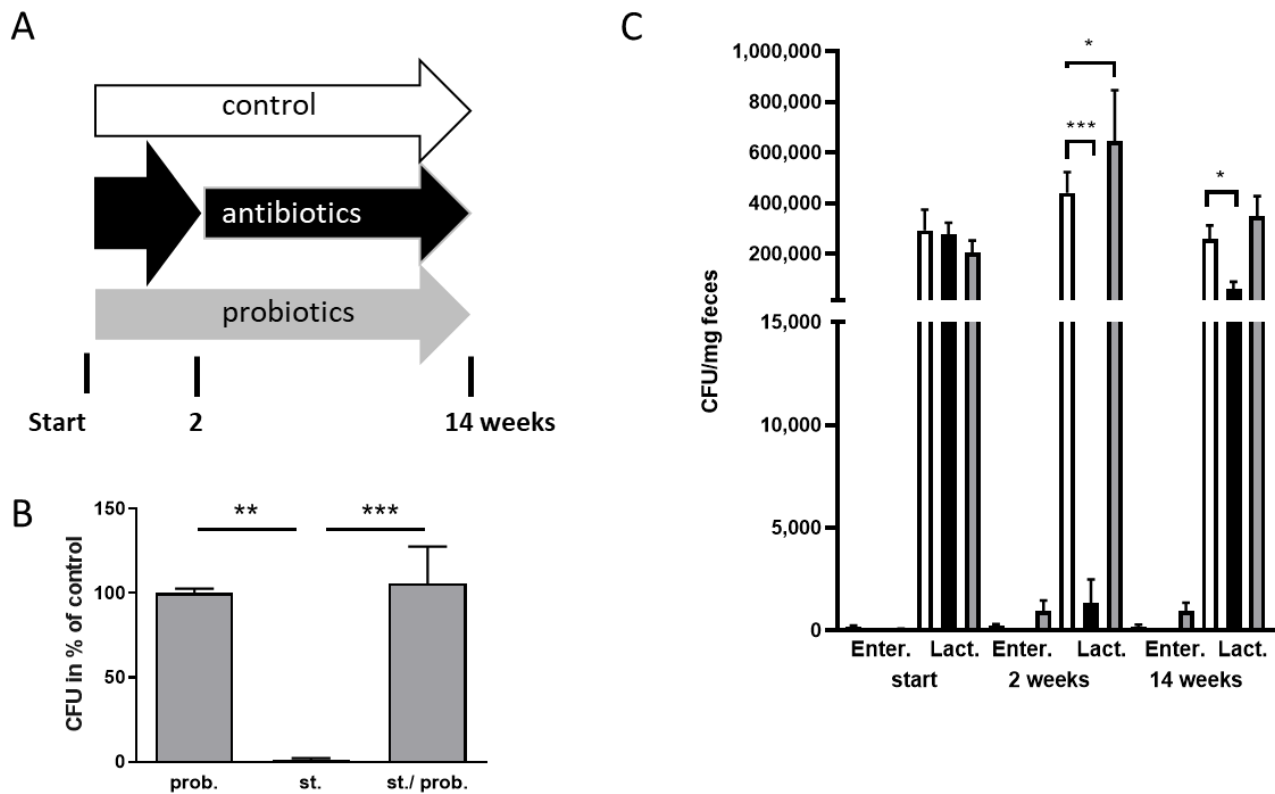 A
control
antibiotics
probiotics
Start 2 14 weeks
B
CFU in % of control
150
100
50
0
** ***
prob. st. st./ prob.
C
CFU/mg feces
1,000,000
800,000
600,000
400,000
200,000
15,000
10,000
5,000
0
*
***
*
Enter. Lact. Enter. Lact. Enter. Lact.
start 2 weeks 14 weeks